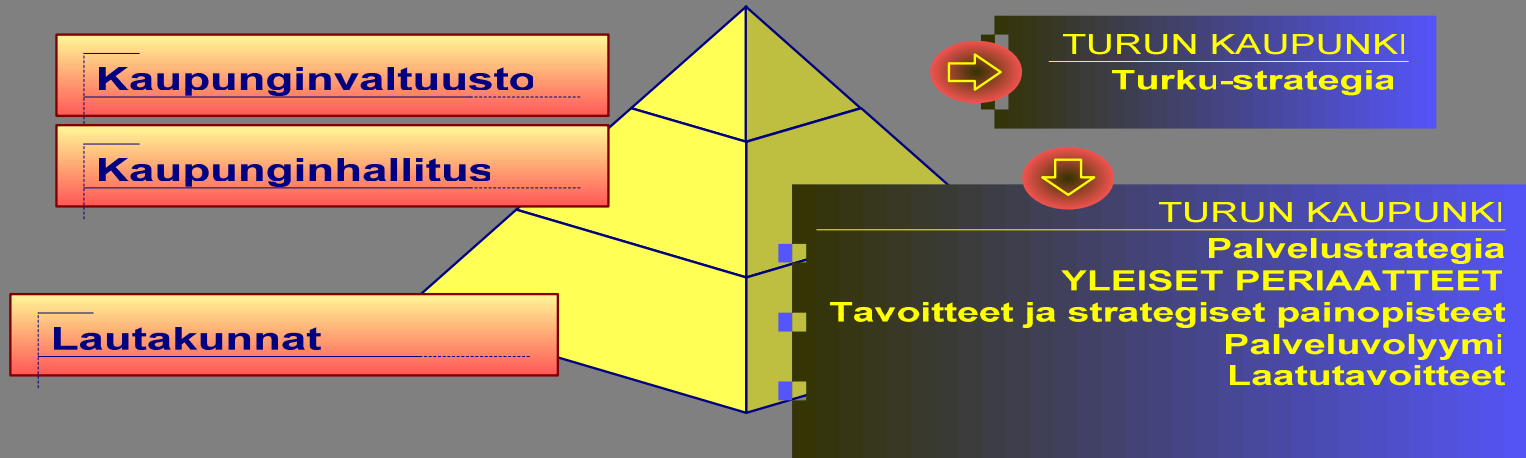 Kaupunginvaltuusto
Kaupunginhallitus
Lautakunnat
TURUN KAUPUNKI
Turku-strategia
TURUN KAUPUNKI
Palvelustrategia
YLEISET PERIAATTEET
Tavoitteet ja strategiset painopisteet
Palveluvolyymi
Laatutavoitteet